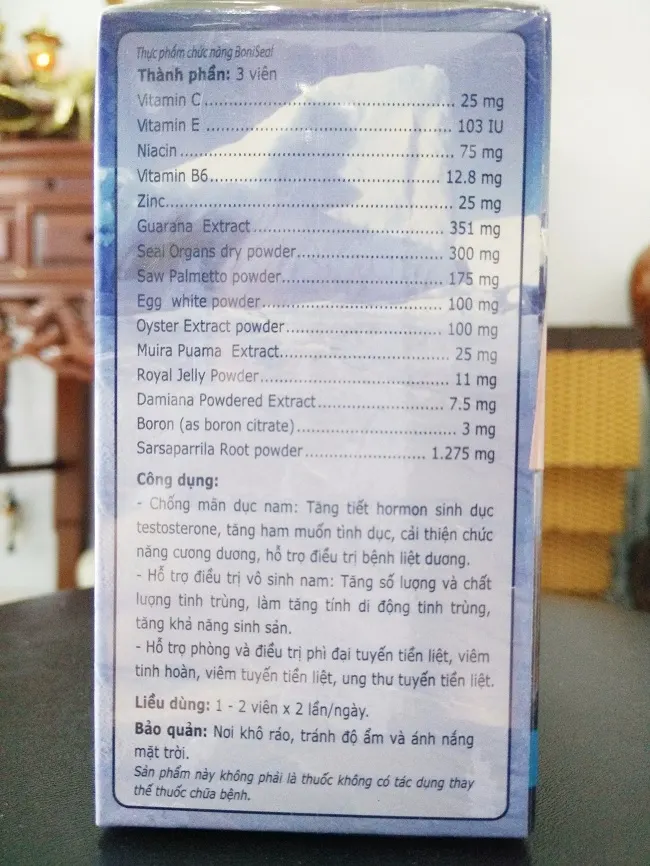 Thực phẩm chức năng BoniSeal
Thành phần: 3 viên
Vitamin C........ 25 mg
Vitamin E ........ 103 IU
Niacin........ 75 mg
Vitamin B6........ 12.8 mg
Zinc........ 25 mg
Guarana Extract........ 351 mg
Seal Organs dry powder........ 300 mg
Saw Palmetto powder........ 175 mg
Egg white powder........ 100 mg
Oyster Extract powder........ 100 mg
Muira Puama Extract........ 25 mg
Royal Jelly Powder........ 11 mg
Damiana Powdered Extract........ 7.5 mg
Boron (as boron citrate)........ 3 mg
Sarsaparrila Root powder........ 1.275 mg
Công dụng:
- Chống mãn dục nam: Tăng tiết hormon sinh dục
testosterone, tăng ham muốn tình dục, cải thiện chức
năng cương dương, hỗ trợ điều trị bệnh liệt dương.
- Hỗ trợ điều trị vô sinh nam: Tăng số lượng và chất
lượng tinh trùng, làm tăng tính di động tinh trùng,
tăng khả năng sinh sản.
- Hỗ trợ phòng và điều trị phì đại tuyến tiền liệt, viêm
tinh hoàn, viêm tuyến tiền liệt, ung thư tuyến tiền liệt.
Liều dùng: 1 - 2 viên x 2 lần/ngày.
Bảo quản: Nơi khô ráo, tránh độ ẩm và ánh nắng
mặt trời.
Sản phẩm này không phải là thuốc không có tác dụng thay
thế thuốc chữa bệnh.